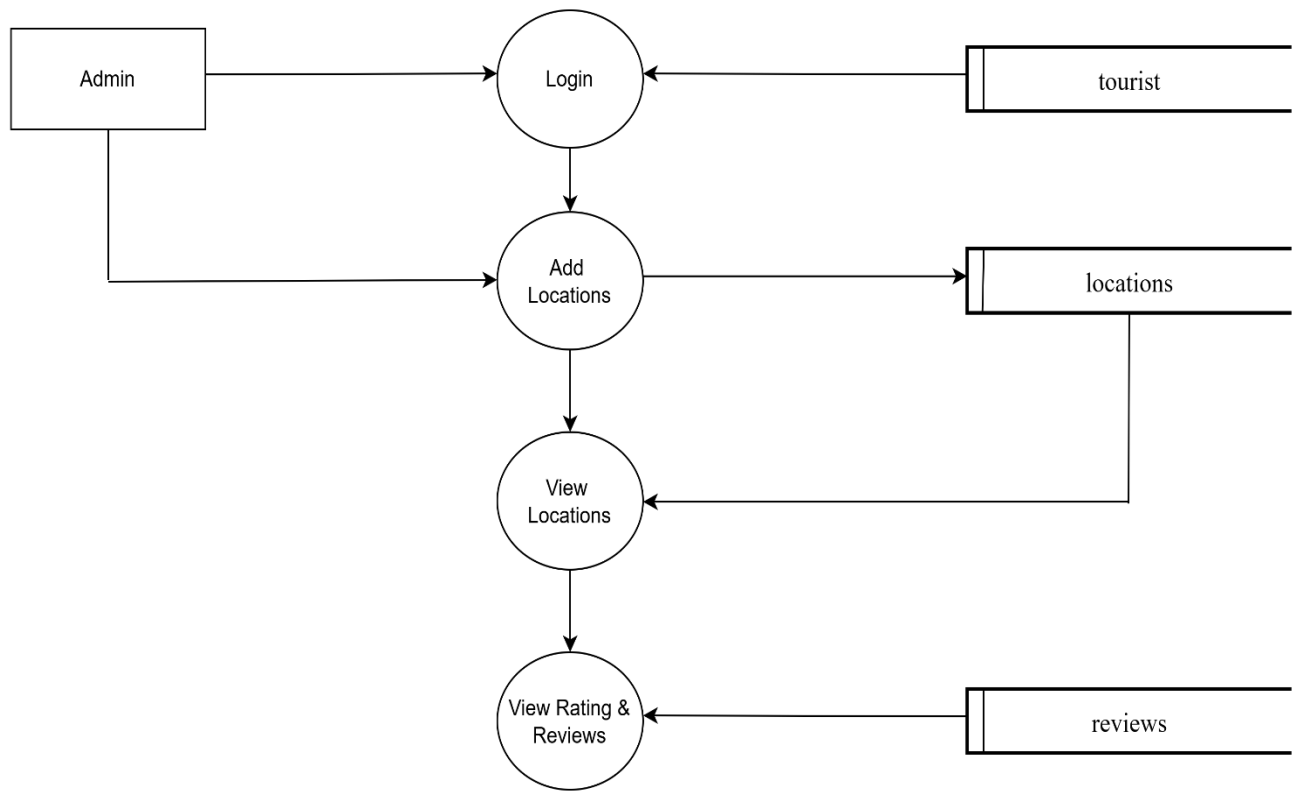 Admin
Login
tourist
Add
Locations
locations
View
Locations
View Rating &
Reviews
reviews